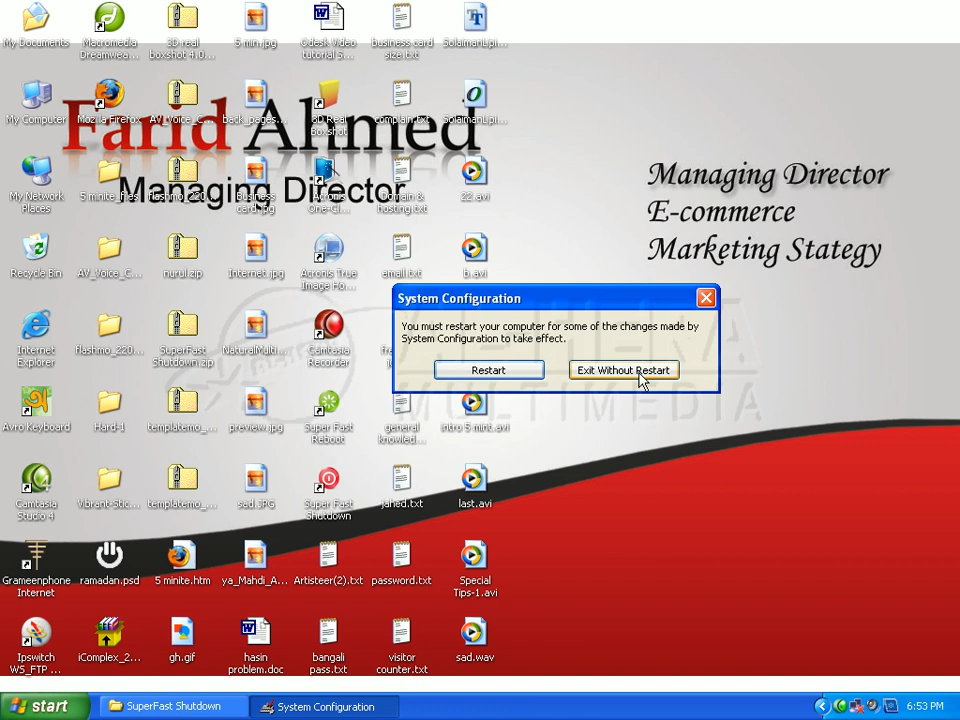 My Documents
Macromedia
Dreamwea...
3D real
boxshot 4.0...
5 min.jpg
Odesk Video
tutorial S...
business card
size.txt
SolaimanLipi...
Farid Ahmed
Managing Director
My Computer
Mozilla Firefox
AV_Voice_C...
back_pages...
3D Real
Boxshot
complain.txt
SolaimanLipi...
Managing Director
E-commerce
Marketing Stategy
My Network
Places
5 minite_files
flashmo_220...
Business
card.jpg
Acronis
One-Cl...
Domain &
hosting.txt
22.avi
Recycle Bin
AV_Voice_C...
nurul.zip
Internet.jpg
Acronis True
Image Ho...
email.txt
b.avi
Internet
Explorer
flashmo_220...
SuperFast
Shutdown.zip
NaturalMulti...
Camtasia
Recorder
System Configuration
You must restart your computer for some of the changes made by
System Configuration to take effect.
Restart
Exit Without Restart
MULTIMEDIA
Avro Keyboard
Hard-1
templatemo_...
preview.jpg
Super Fast
Reboot
general
knowled...
intro 5 mint.avi
Camtasia
Studio 4
Vibrant-Stic...
templatemo_...
sad.JPG
Super Fast
Shutdown
jahed.txt
last.avi
Grameenphone
Internet
ramadan.psd
5 minite.htm
ya_Mahdi_A...
Artisteer(2).txt
password.txt
Special
Tips-1.avi
Ipswitch
WS_FTP ...
iComplex_2...
gh.gif
hasin
problem.doc
bangali
pass.txt
visitor
counter.txt
sad.wav
start
SuperFast Shutdown
System Configuration
6:53 PM